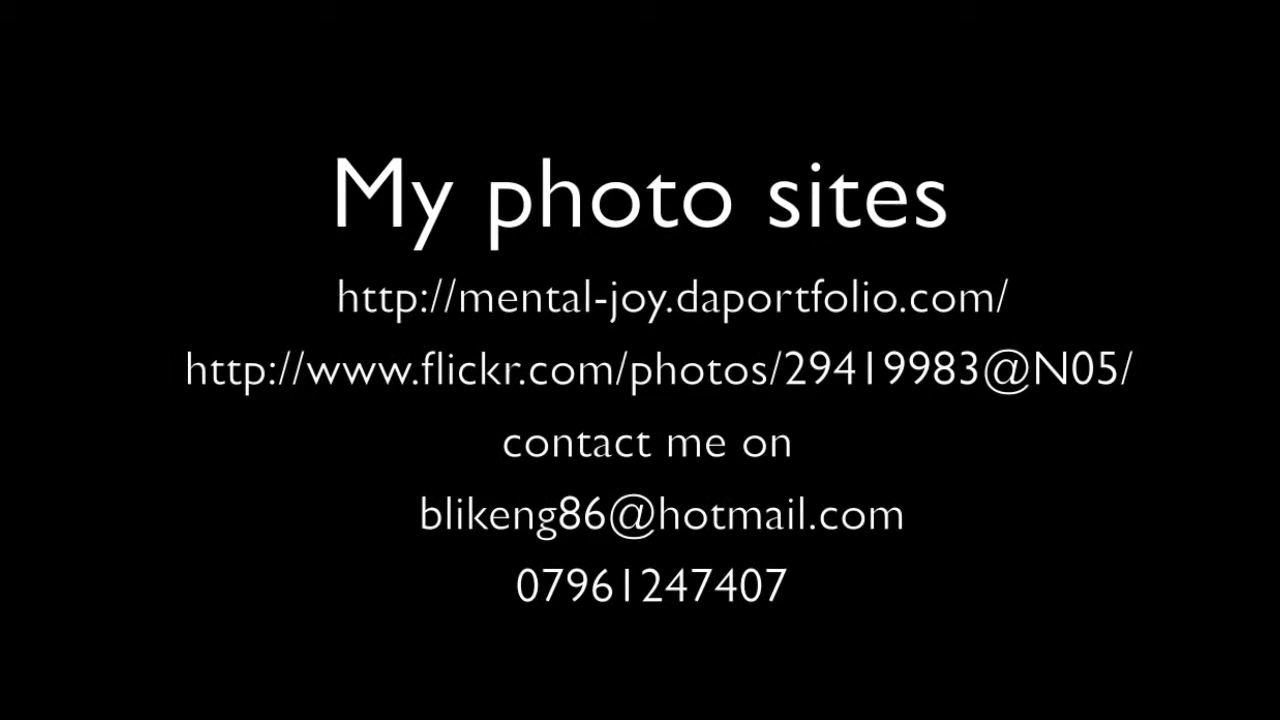 My photo sites
http://mental-joy.daportfolio.com/
http://www.flickr.com/photos/29419983@N05/
contact me on
blikeng86@hotmail.com
07961247407